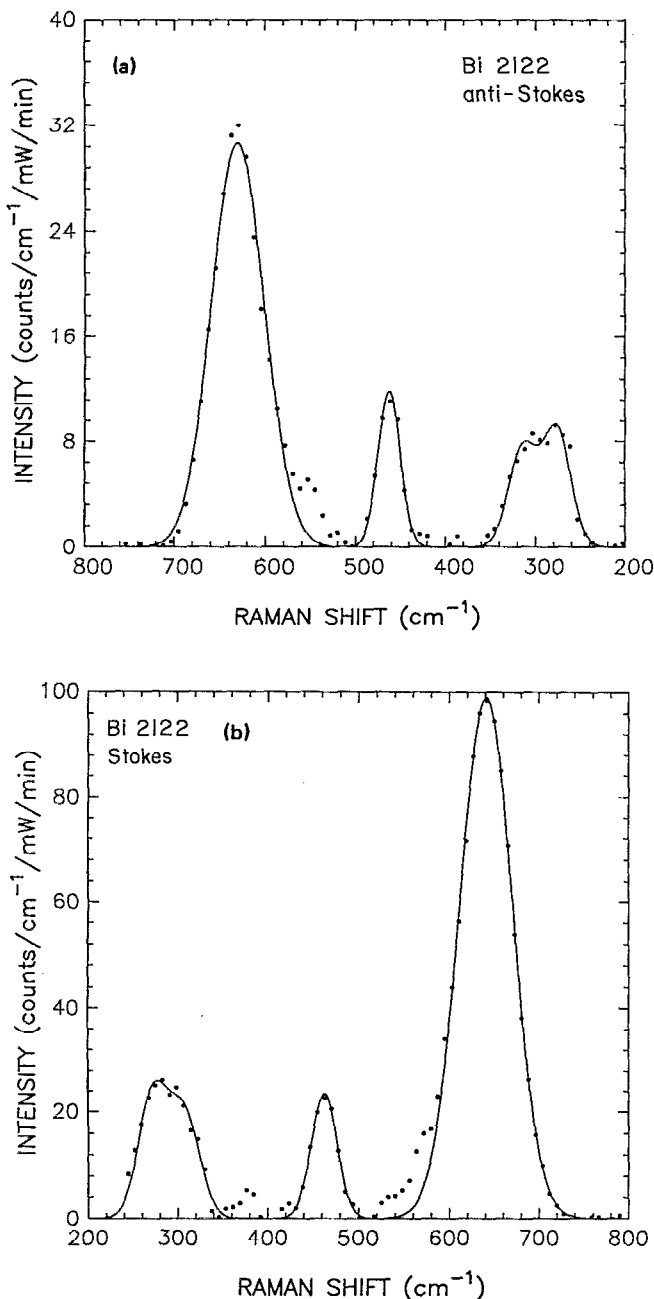 40
(a)
Bi 2122
anti-Stokes
32
24
16
8
0
800
700
600
500
400
300
200
INTENSITY (counts/cm⁻¹/mW/min)
RAMAN SHIFT (cm⁻¹)
100
Bi 2122
(b)
Stokes
80
60
40
20
0
200
300
400
500
600
700
800
INTENSITY (counts/cm⁻¹/mW/min)
RAMAN SHIFT (cm⁻¹)